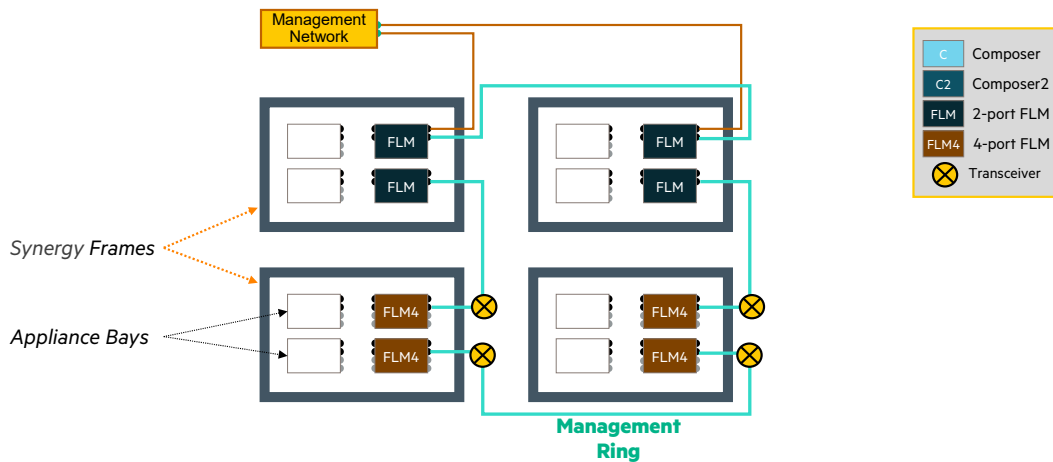 Management
Network
C Composer
C2 Composer2
FLM 2-port FLM
FLM4 4-port FLM
Transceiver
FLM
FLM
FLM
FLM
Synergy Frames
FLM4
FLM4
Appliance Bays
FLM4
FLM4
Management
Ring